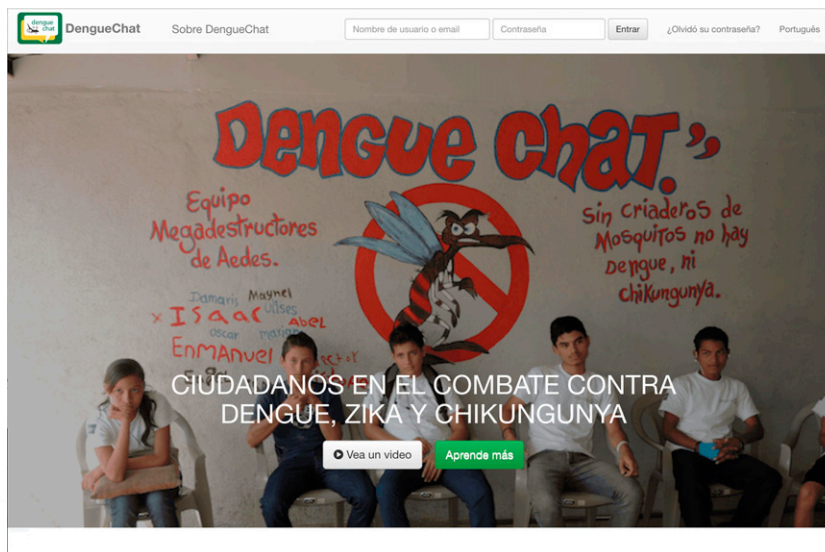 dengue
chat
DengueChat
Sobre DengueChat
Nombre de usuario o email
Contraseña
Entrar
¿Olvidó su contraseña?
Português
Dengue Chat."
Equipo
Megadestructores
de Aedes.
Sin Criaderos de
Mosquitos no hay
Dengue, ni
chikungunya.
Damaris Maynel
x Isaac Ulises
Abel
oscar
Enmanuel
CIUDADANOS EN EL COMBATE CONTRA
DENGUE, ZIKA Y CHIKUNGUNYA
Vea un video
Aprende más